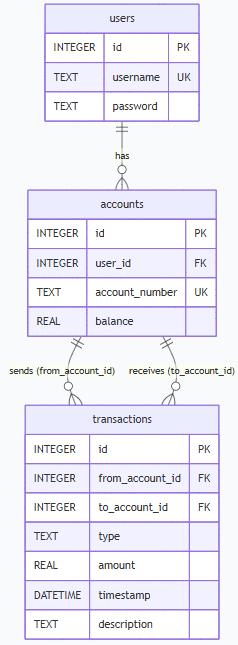 users
INTEGER id PK
TEXT username UK
TEXT password
has
accounts
INTEGER id PK
INTEGER user_id FK
TEXT account_number UK
REAL balance
sends (from_account_id) receives (to_account_id)
transactions
INTEGER id PK
INTEGER from_account_id FK
INTEGER to_account_id FK
TEXT type
REAL amount
DATETIME timestamp
TEXT description